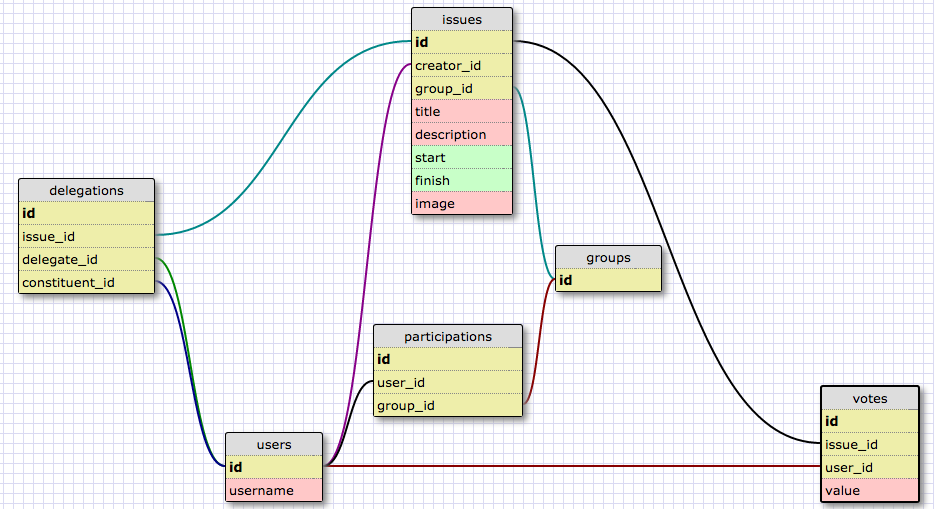 issues
id
creator_id
group_id
title
description
start
finish
image
delegations
id
issue_id
delegate_id
constituent_id
groups
id
participations
id
user_id
group_id
users
id
username
votes
id
issue_id
user_id
value